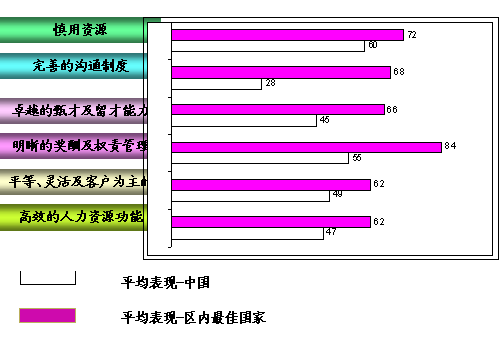 慎用资源
72
60
完善的沟通制度
68
28
卓越的甄才及留才能力
66
45
明晰的奖酬及权责管理
84
55
平等、灵活及客户为主的
62
49
高效的人力资源功能
62
47
平均表现-中国
平均表现-区内最佳国家